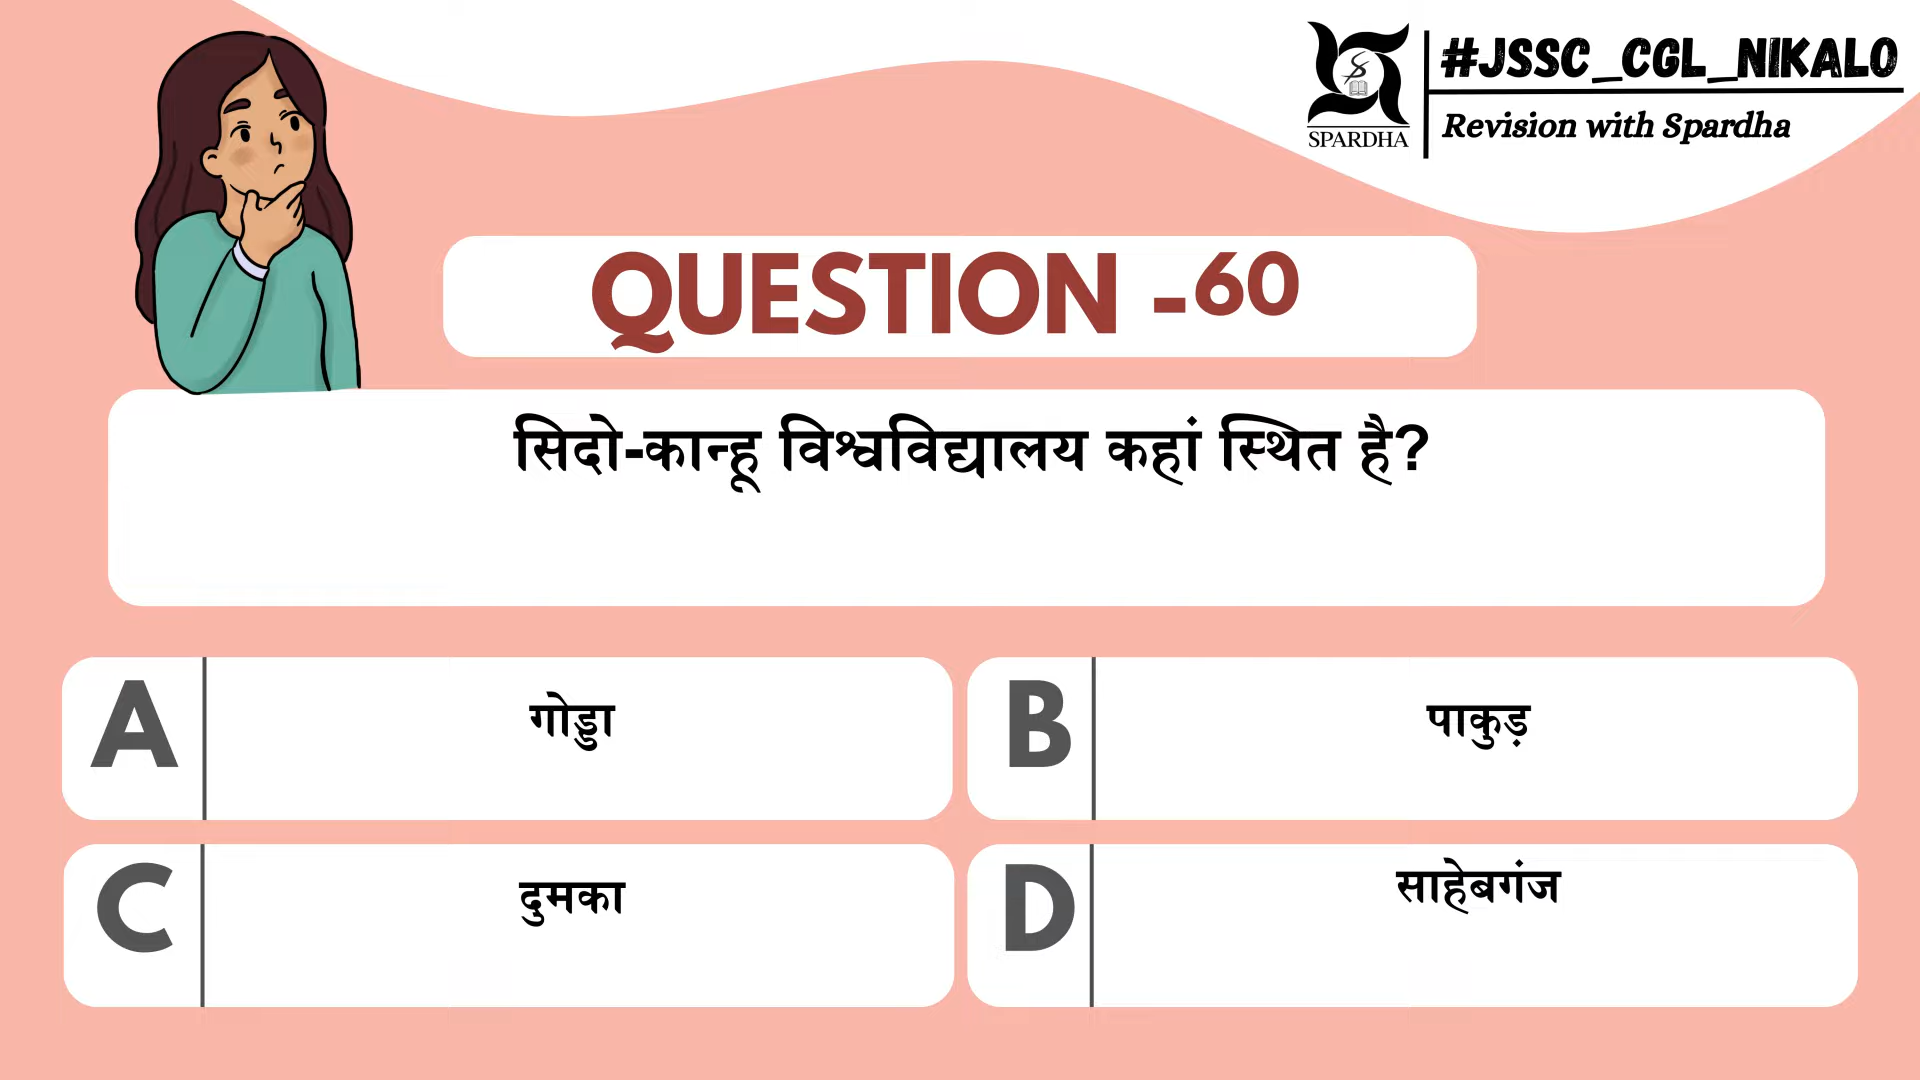 #JSSC_CGL_NIKALO
SPARDHA
Revision with Spardha
QUESTION -60
सिदो-कान्हू विश्वविद्यालय कहां स्थित है?
A
गोड्डा
B
पाकुड़
C
दुमका
D
साहेबगंज